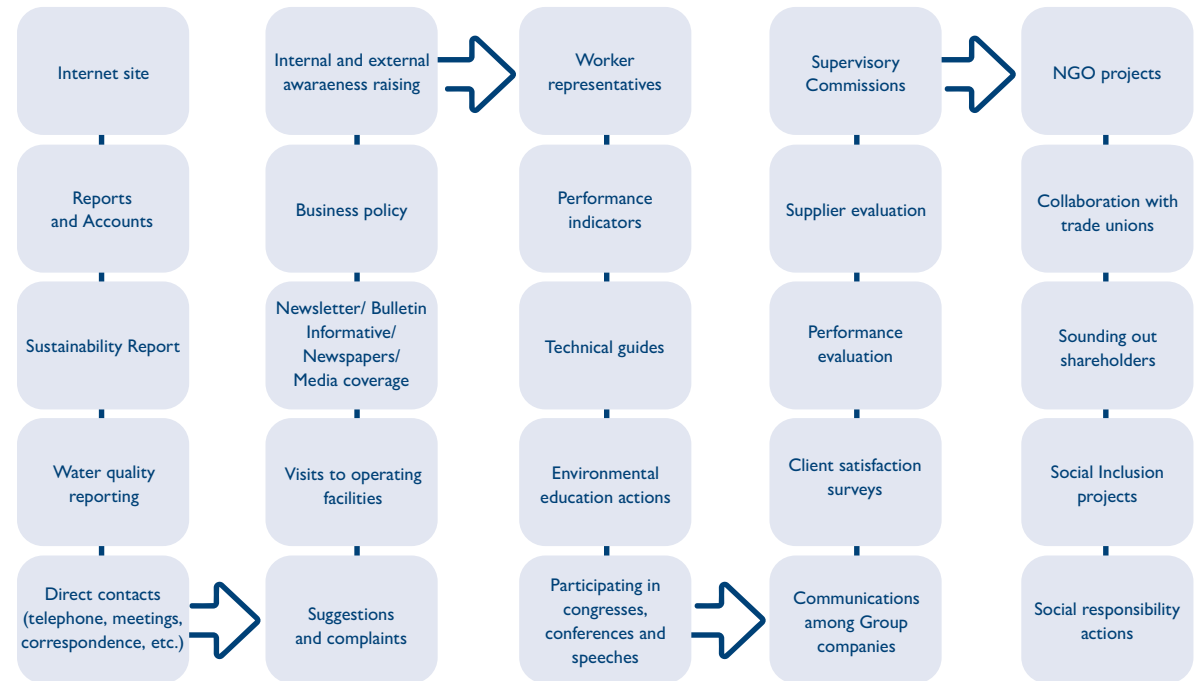 Internet site
Reports
and Accounts
Sustainability Report
Water quality
reporting
Direct contacts
(telephone, meetings,
correspondence, etc.)
Internal and external
awaraeness raising
Business policy
Newsletter/ Bulletin
Informative/
Newspapers/
Media coverage
Visits to operating
facilities
Suggestions
and complaints
Worker
representatives
Performance
indicators
Technical guides
Environmental
education actions
Participating in
congresses,
conferences and
speeches
Supervisory
Commissions
Supplier evaluation
Performance
evaluation
Client satisfaction
surveys
Communications
among Group
companies
NGO projects
Collaboration with
trade unions
Sounding out
shareholders
Social Inclusion
projects
Social responsibility
actions